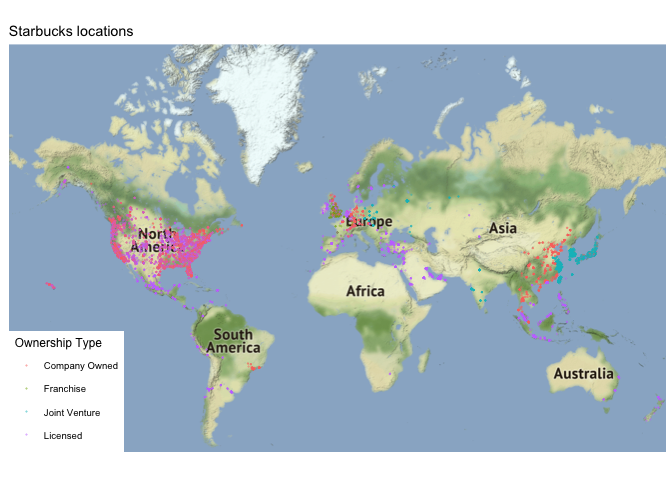 Starbucks locations
North
America
Europe
Asia
Africa
South
America
Australia
Ownership Type
Company Owned
Franchise
Joint Venture
Licensed